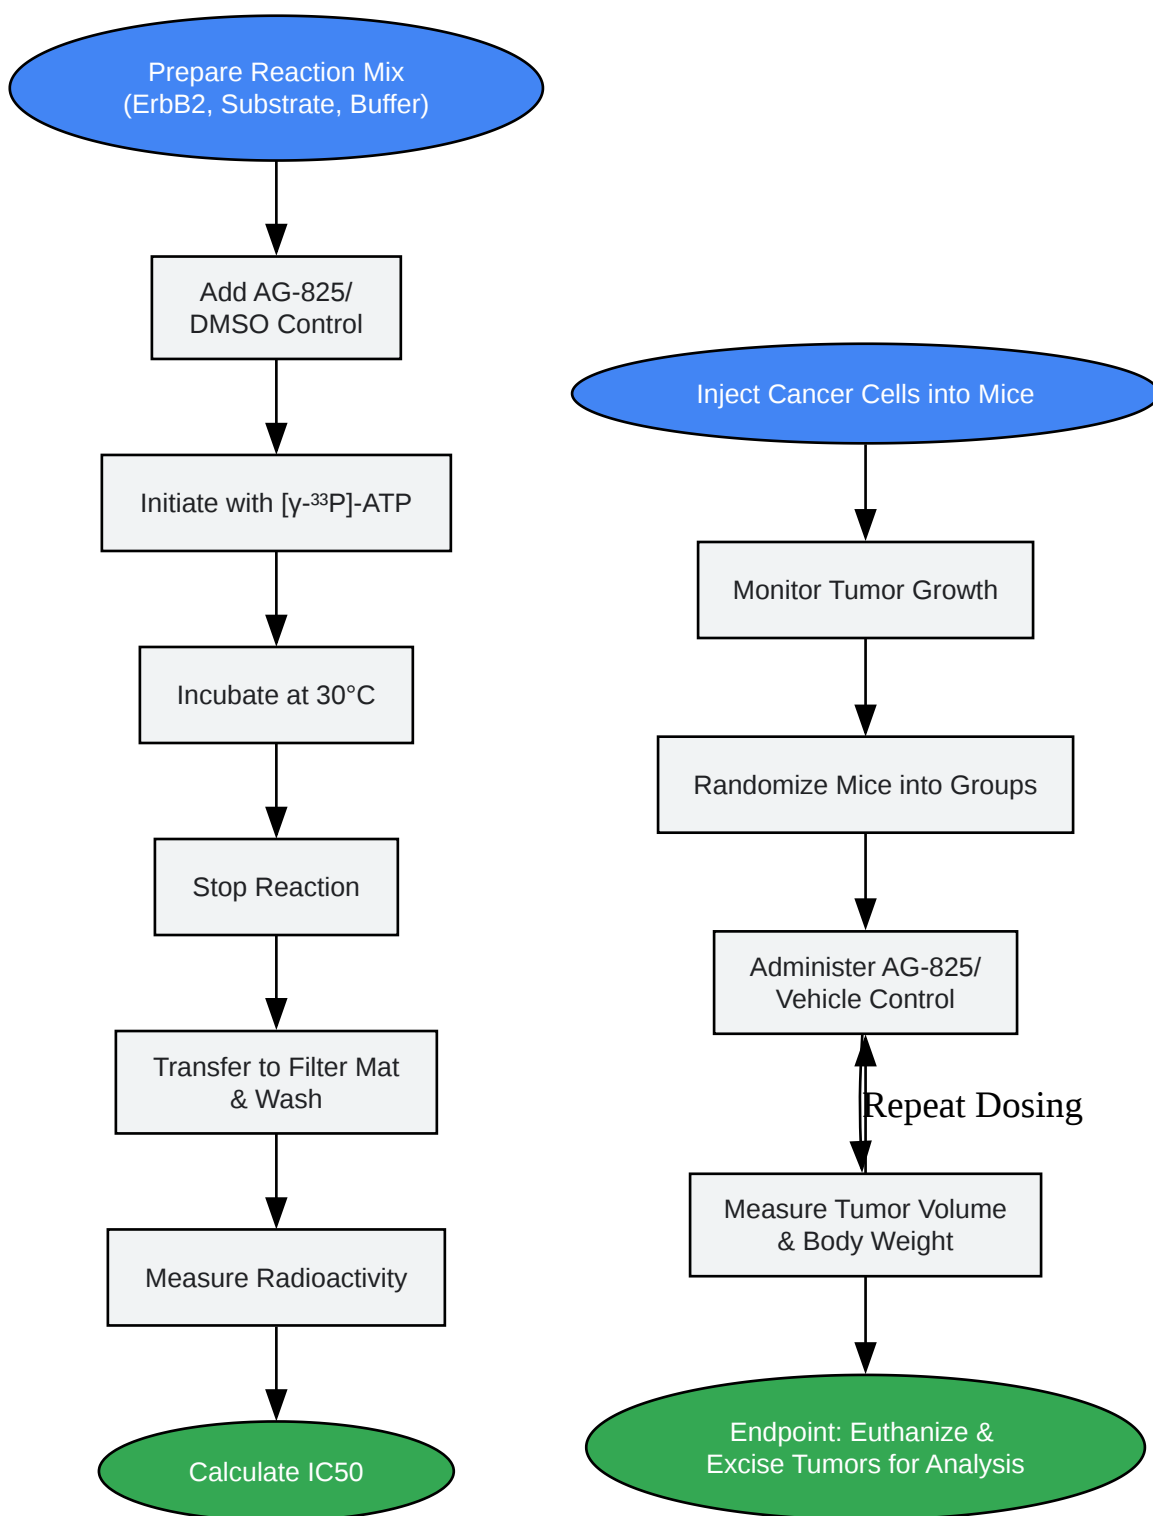 Prepare Reaction Mix
(ErbB2, Substrate, Buffer)
Add AG-825/
DMSO Control
Initiate with [γ-³³P]-ATP
Incubate at 30°C
Stop Reaction
Transfer to Filter Mat
& Wash
Measure Radioactivity
Calculate IC50
Inject Cancer Cells into Mice
Monitor Tumor Growth
Randomize Mice into Groups
Administer AG-825/
Vehicle Control
Repeat Dosing
Measure Tumor Volume
& Body Weight
Endpoint: Euthanize &
Excise Tumors for Analysis